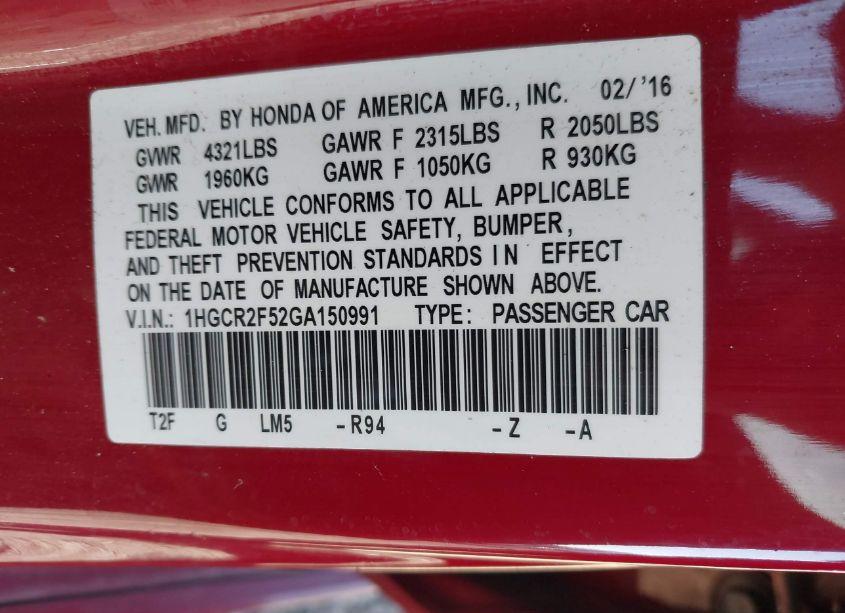 VEH. MFD. BY HONDA OF AMERICA MFG., INC. 02/ '16
GVWR 4321LBS GAWR F 2315LBS R 2050LBS
GVWR 1960KG GAWR F 1050KG R 930KG
THIS VEHICLE CONFORMS TO ALL APPLICABLE
FEDERAL MOTOR VEHICLE SAFETY, BUMPER,
AND THEFT PREVENTION STANDARDS IN EFFECT
ON THE DATE OF MANUFACTURE SHOWN ABOVE.
V.I.N.: 1HGCR2F52GA150991 TYPE: PASSENGER CAR
T2F G LM5 -R94 -Z -A